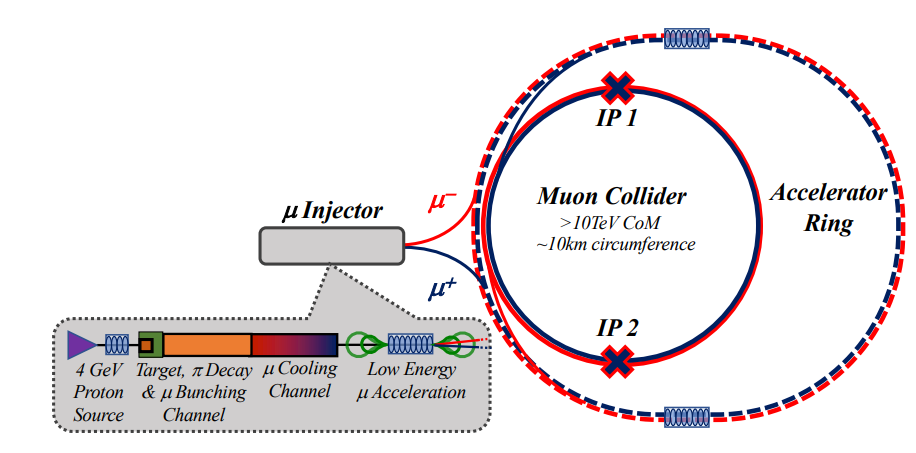 IP 1
Muon Collider
>10TeV CoM
~10km circumference
Accelerator
Ring
μ Injector
μ−
μ+
IP 2
4 GeV
Proton
Source
Target, π Decay
& μ Bunching
Channel
μ Cooling
Channel
Low Energy
μ Acceleration